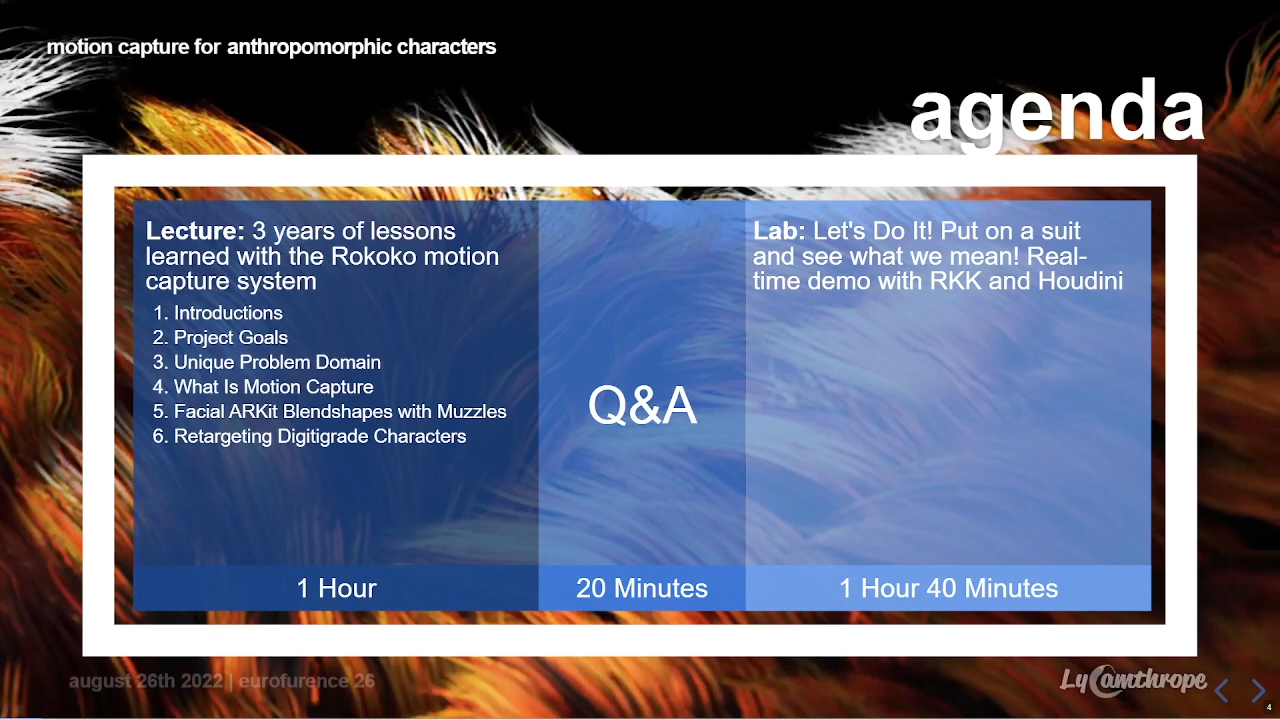 motion capture for anthropomorphic characters
agenda
Lecture: 3 years of lessons
learned with the Rokoko motion
capture system
1. Introductions
2. Project Goals
3. Unique Problem Domain
4. What Is Motion Capture
5. Facial ARKit Blendshapes with Muzzles
6. Retargeting Digitigrade Characters
1 Hour
Q&A
20 Minutes
Lab: Let's Do It! Put on a suit
and see what we mean! Real-
time demo with RKK and Houdini
1 Hour 40 Minutes
august 26th 2022 | eurofurence 26
LyCamthrope
4